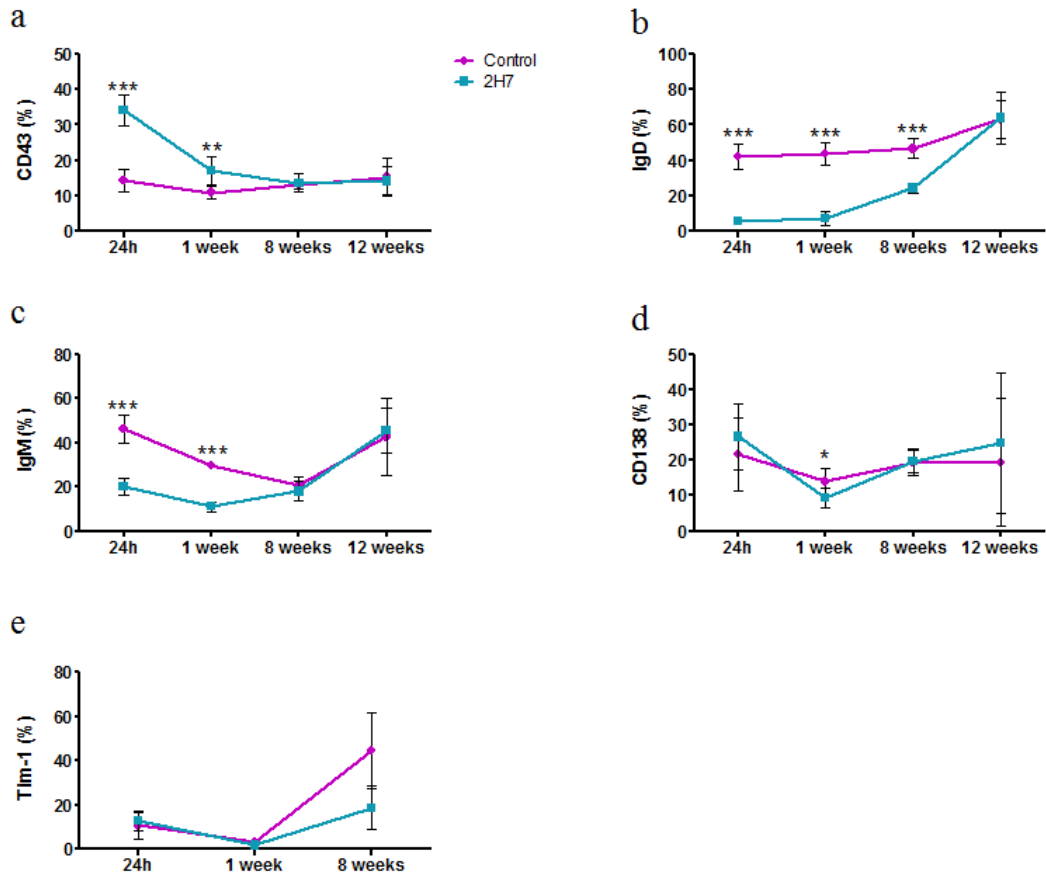 a
CD43 (%)
50
40
30
20
10
0
***
**
24h 1 week 8 weeks 12 weeks
Control
2H7
b
IgD (%)
100
80
60
40
20
0
*** *** ***
24h 1 week 8 weeks 12 weeks
c
IgM (%)
80
60
40
20
0
***
***
24h 1 week 8 weeks 12 weeks
d
CD138 (%)
50
40
30
20
10
0
*
24h 1 week 8 weeks 12 weeks
e
TIm-1 (%)
80
60
40
20
0
24h 1 week 8 weeks